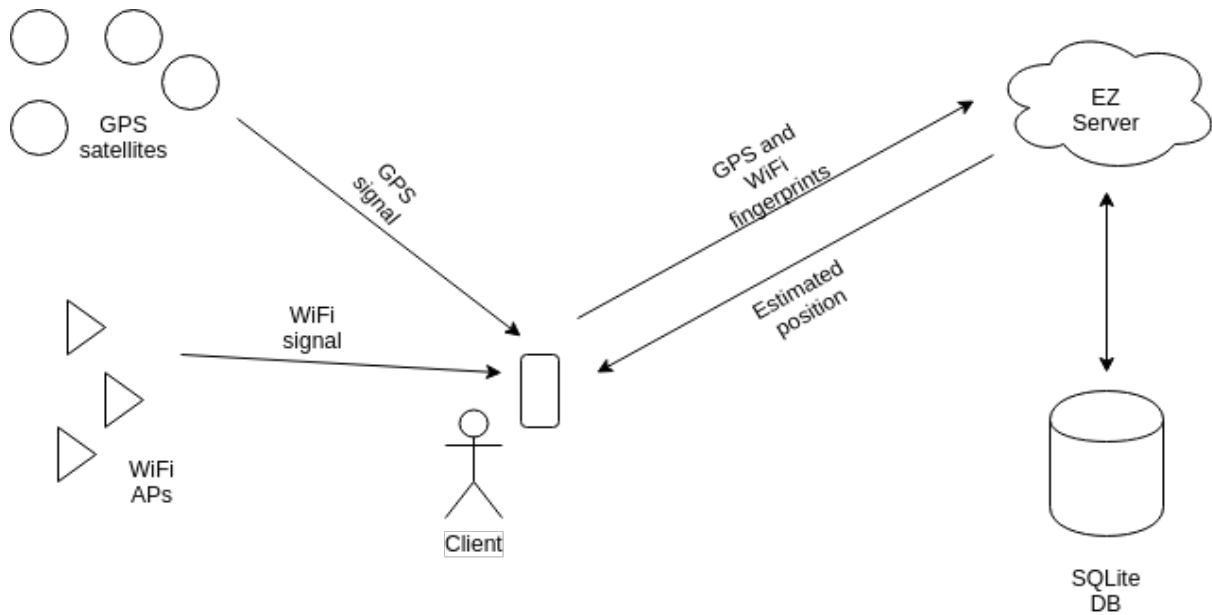 GPS
satellites
GPS
signal
WiFi
signal
WiFi
APs
Client
GPS and
WiFi
fingerprints
Estimated
position
EZ
Server
SQLite
DB